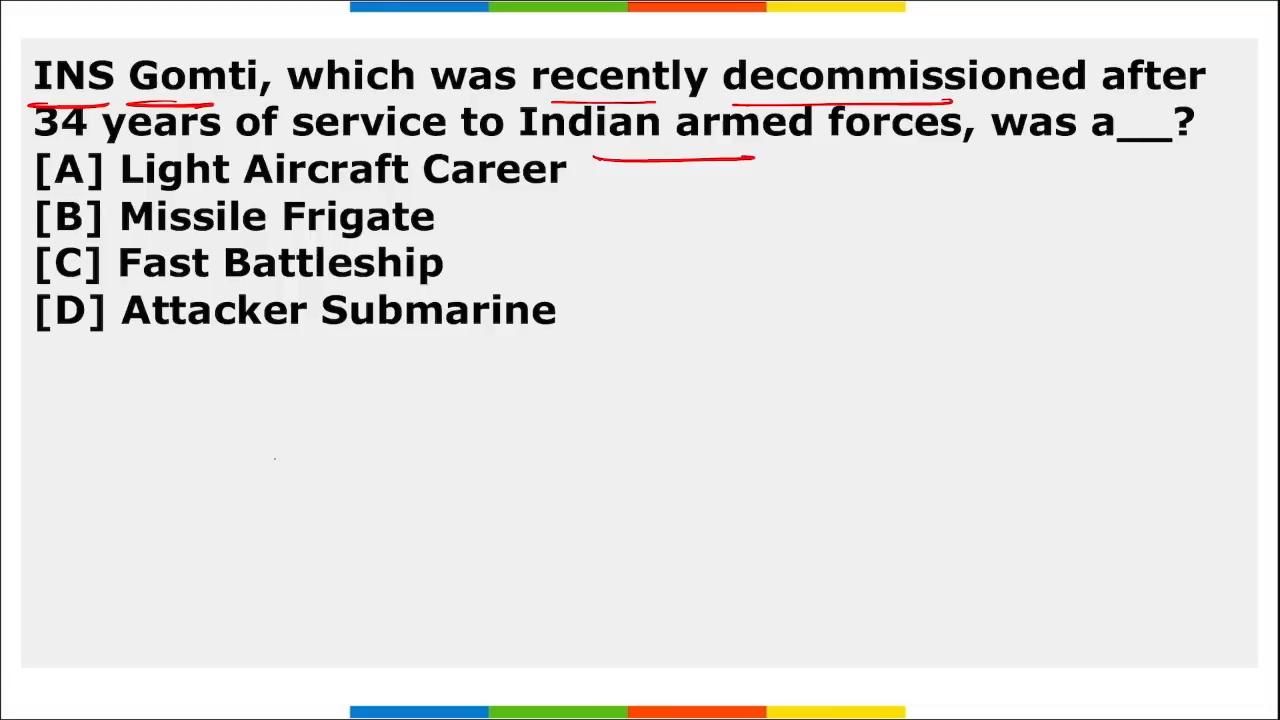 INS Gomti, which was recently decommissioned after
34 years of service to Indian armed forces, was a__?
[A] Light Aircraft Career
[B] Missile Frigate
[C] Fast Battleship
[D] Attacker Submarine